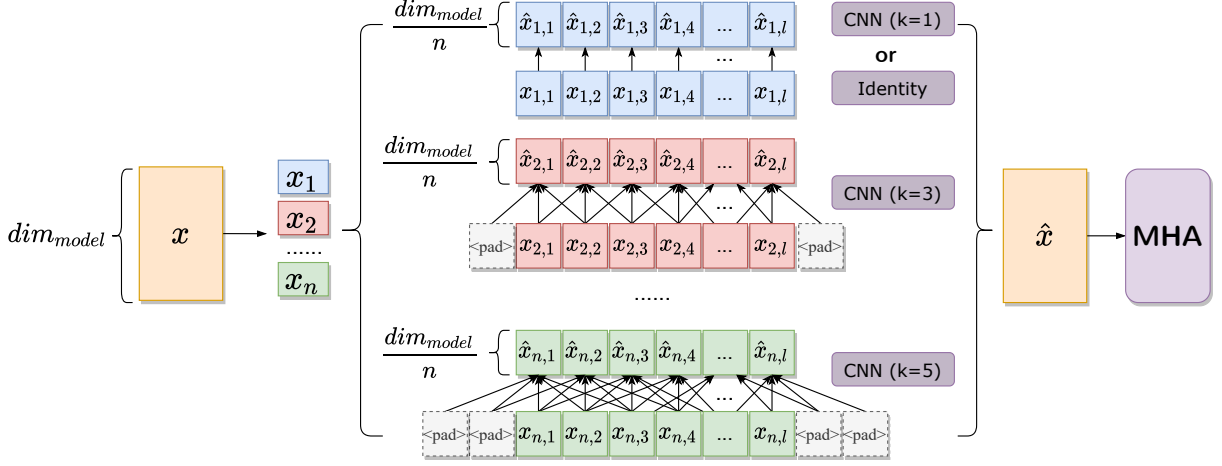 dim_model
x
x_1
x_2
......
x_n
dim_model / n
x̂_{1,1} x̂_{1,2} x̂_{1,3} x̂_{1,4} ... x̂_{1,l}
...
x_{1,1} x_{1,2} x_{1,3} x_{1,4} ... x_{1,l}
CNN (k=1)
or
Identity
dim_model / n
x̂_{2,1} x̂_{2,2} x̂_{2,3} x̂_{2,4} ... x̂_{2,l}
...
<pad> x_{2,1} x_{2,2} x_{2,3} x_{2,4} ... x_{2,l} <pad>
CNN (k=3)
......
dim_model / n
x̂_{n,1} x̂_{n,2} x̂_{n,3} x̂_{n,4} ... x̂_{n,l}
...
<pad> <pad> x_{n,1} x_{n,2} x_{n,3} x_{n,4} ... x_{n,l} <pad> <pad>
CNN (k=5)
x̂
MHA